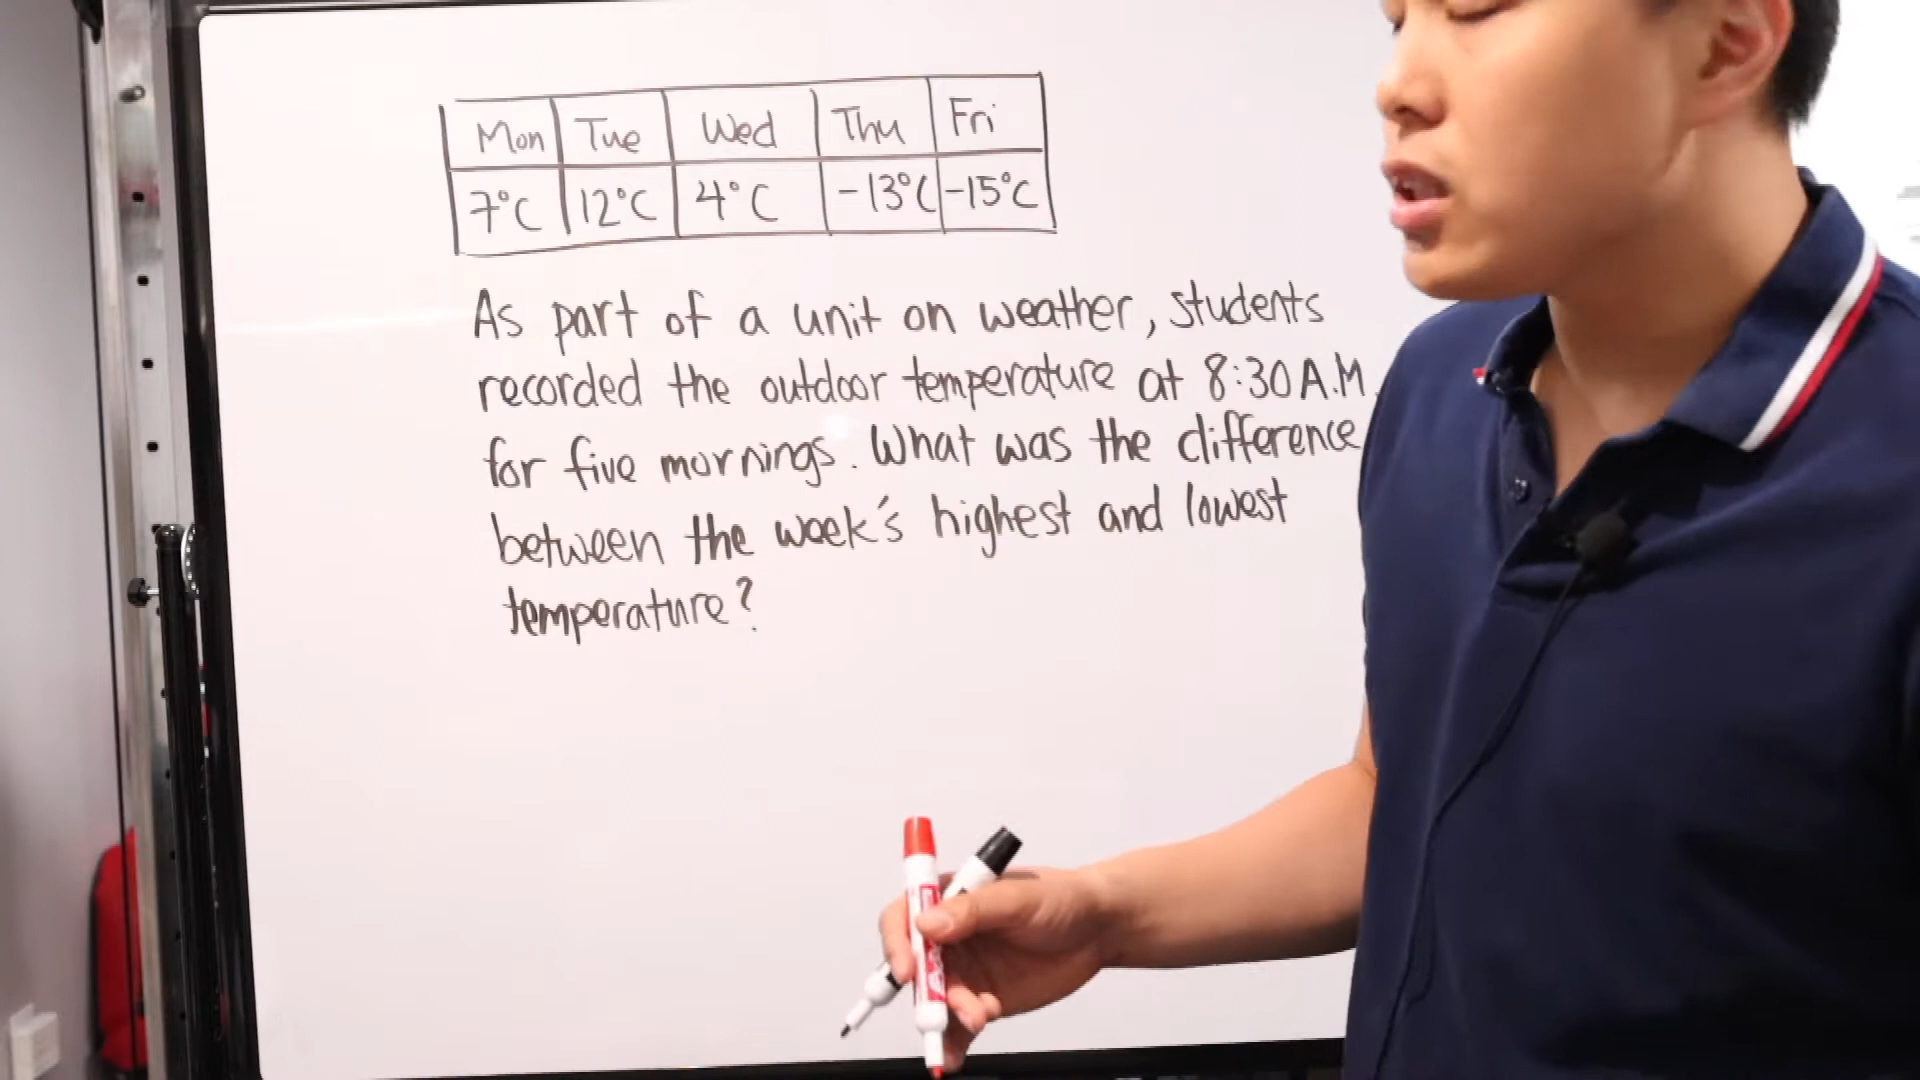 Mon Tue Wed Thu Fri
7°C 12°C 4°C -13°C -15°C
As part of a unit on weather, students
recorded the outdoor temperature at 8:30 A.M.
for five mornings. What was the difference
between the week's highest and lowest
temperature?